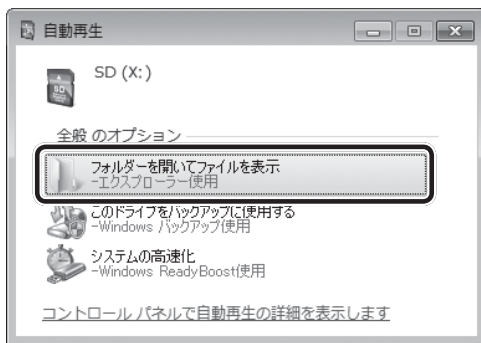 自動再生
SD (X:)
全般 のオプション
フォルダーを開いてファイルを表示
-エクスプローラー使用
このドライブをバックアップに使用する
-Windows バックアップ使用
システムの高速化
-Windows ReadyBoost使用
コントロール パネルで自動再生の詳細を表示します